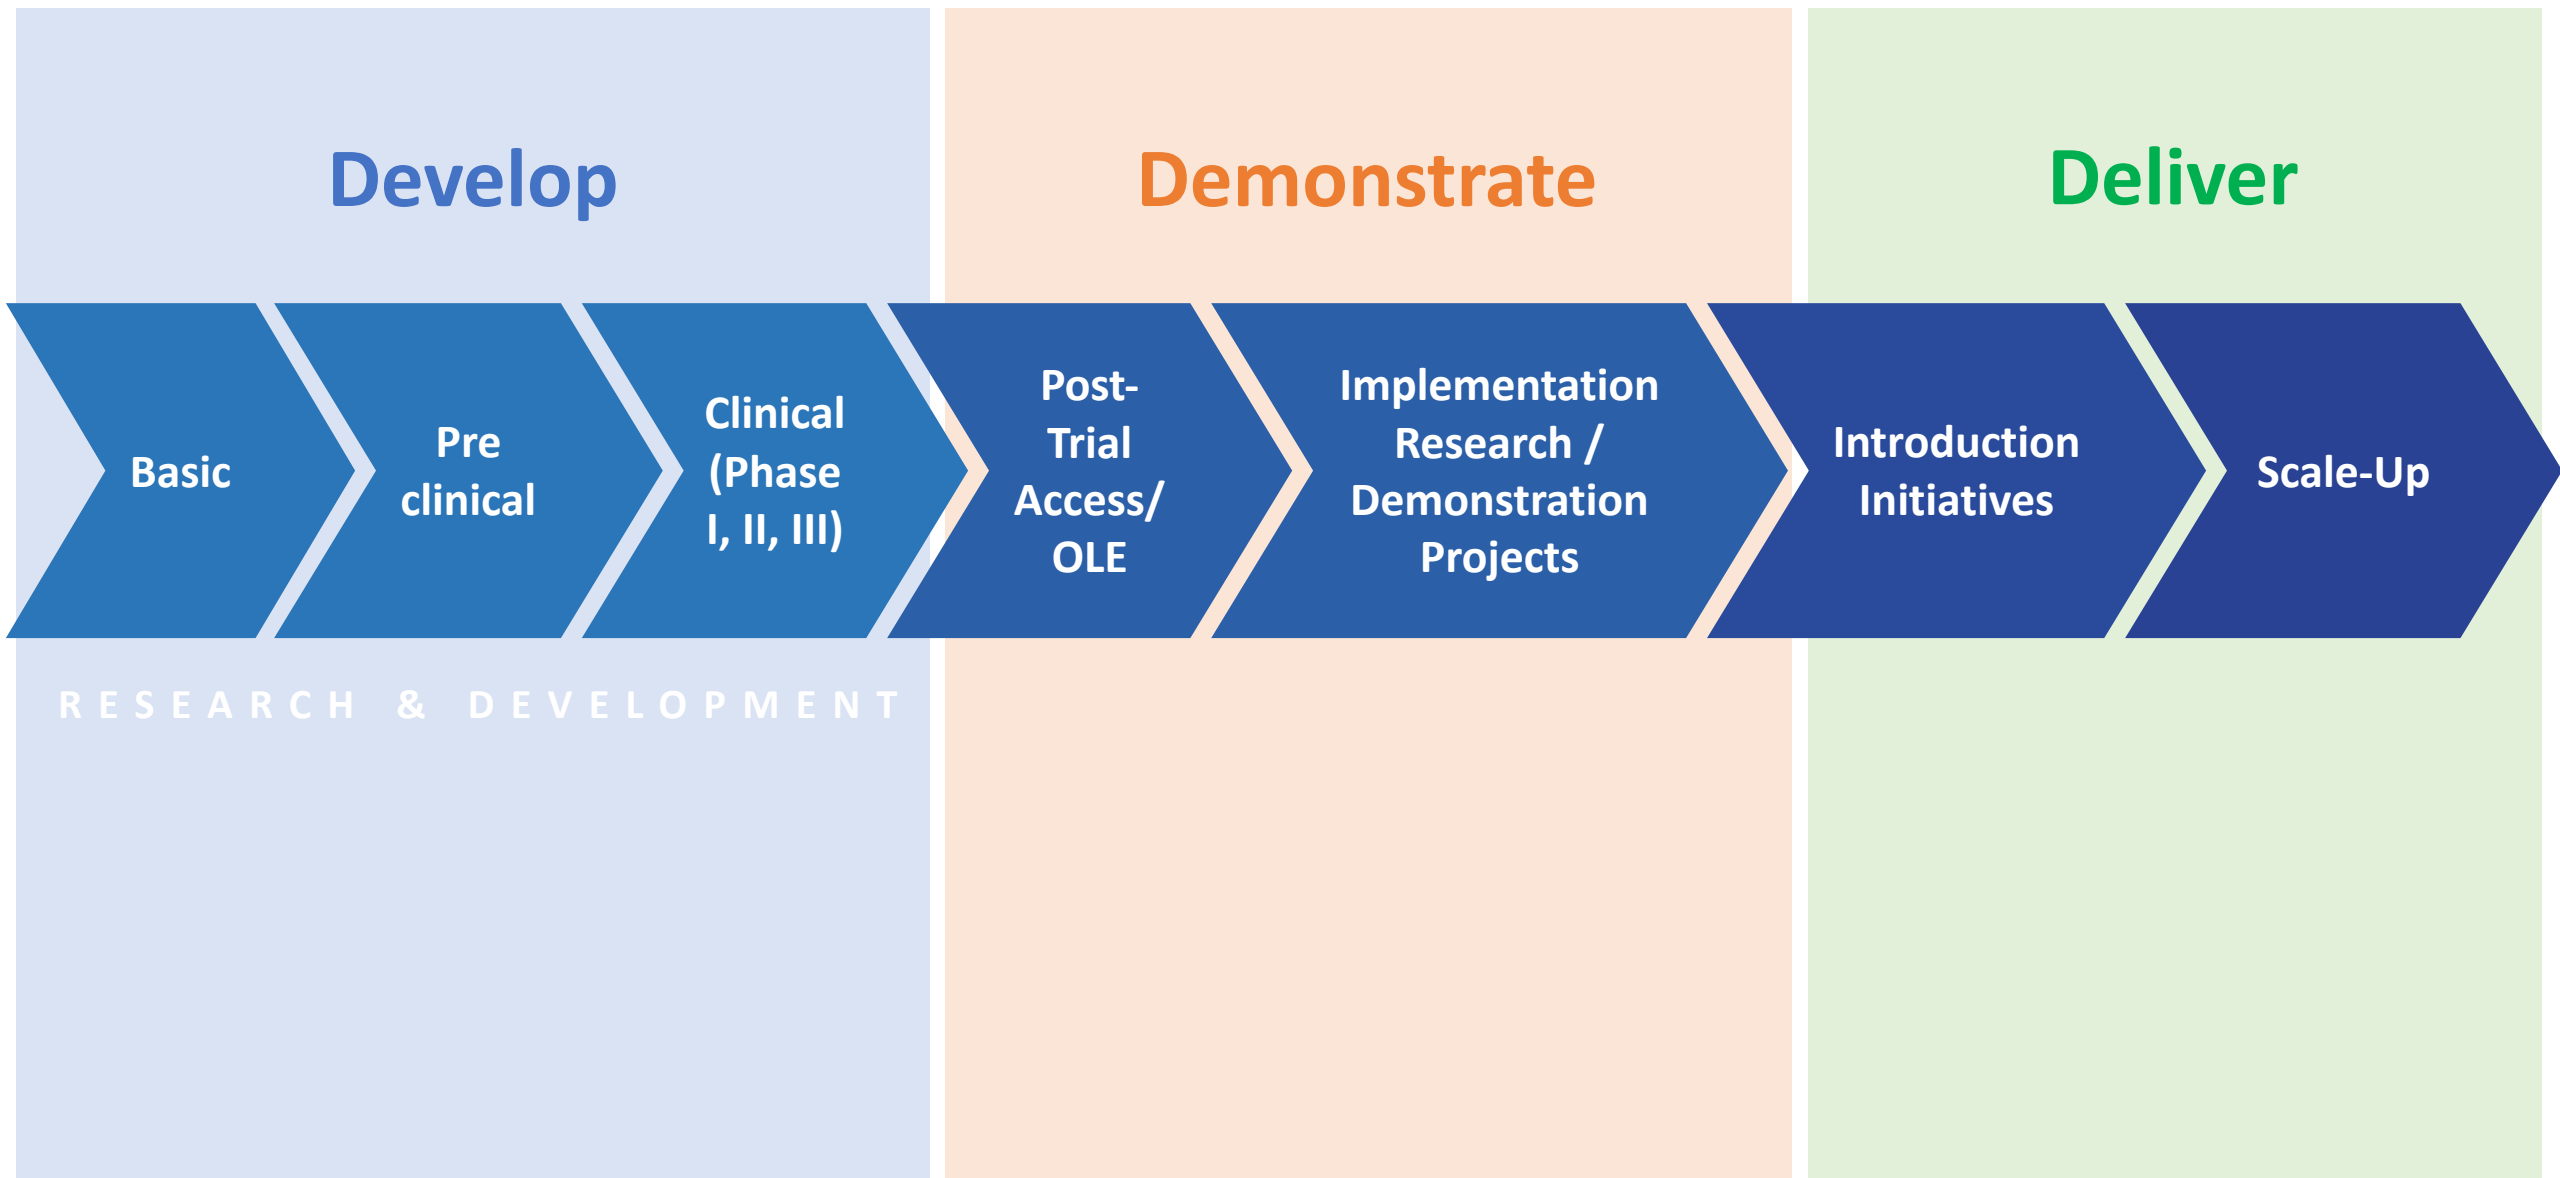 Develop
Demonstrate
Deliver
Basic
Pre
clinical
Clinical
(Phase
I, II, III)
Post-
Trial
Access/
OLE
Implementation
Research /
Demonstration
Projects
Introduction
Initiatives
Scale-Up
RESEARCH & DEVELOPMENT